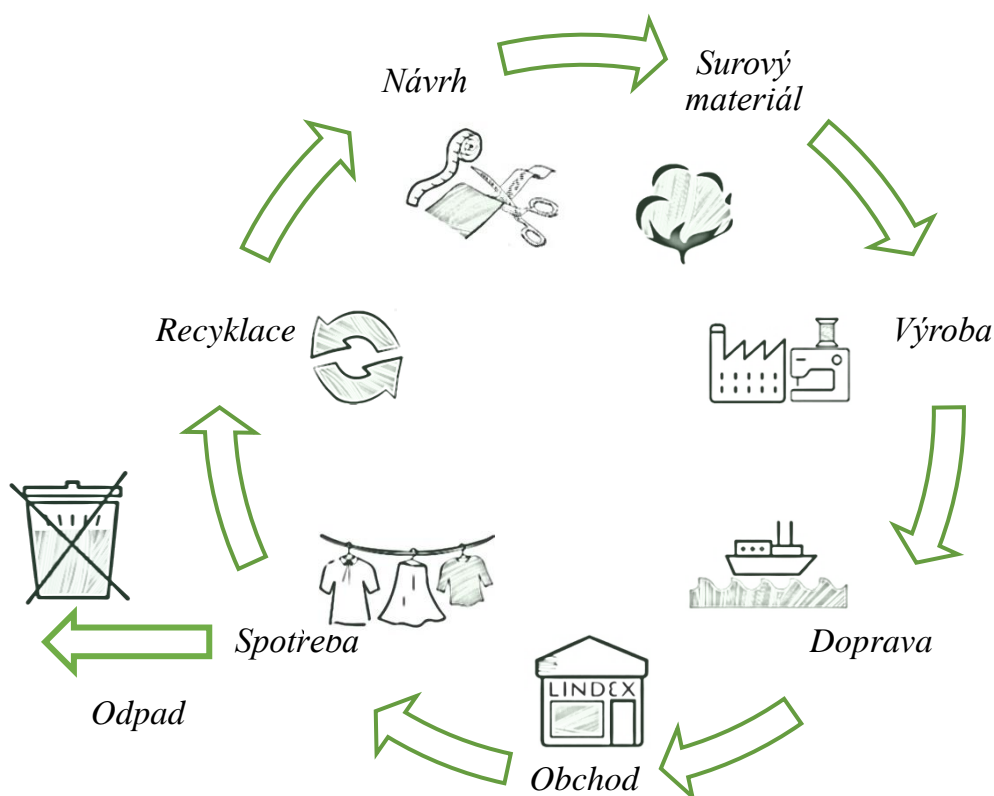 Návrh
Surový
materiál
Recyklace
Výroba
Spotřeba
Doprava
LINDEX
Odpad
Obchod